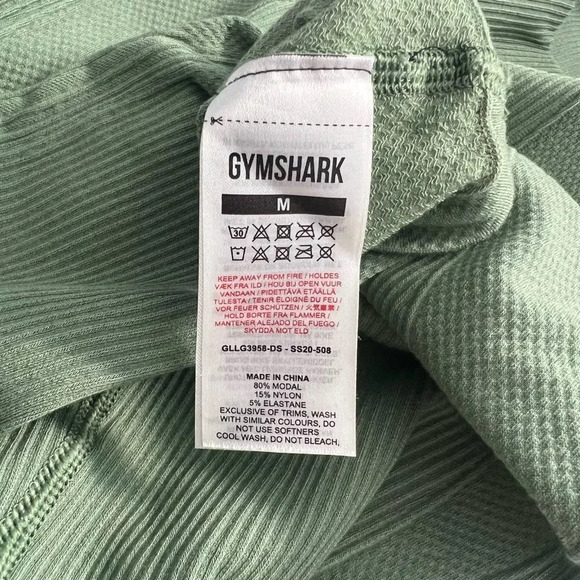 GYMSHARK
M
30
KEEP AWAY FROM FIRE / HOLDES
VÆK FRA ILD / HOU BIJ OPEN VUUR
VANDAAN / PIDETTÄVÄ ETÄÄLLÄ
TULESTA / TENIR ÉLOIGNÉ DU FEU /
VOR FEUER SCHÜTZEN / 火気厳禁 /
HOLD BORTE FRA FLAMMER /
MANTENER ALEJADO DEL FUEGO /
SKYDDA MOT ELD
GLLG3958-DS - SS20-508
MADE IN CHINA
80% MODAL
15% NYLON
5% ELASTANE
EXCLUSIVE OF TRIMS, WASH
WITH SIMILAR COLOURS, DO
NOT USE SOFTNERS
COOL WASH, DO NOT BLEACH,